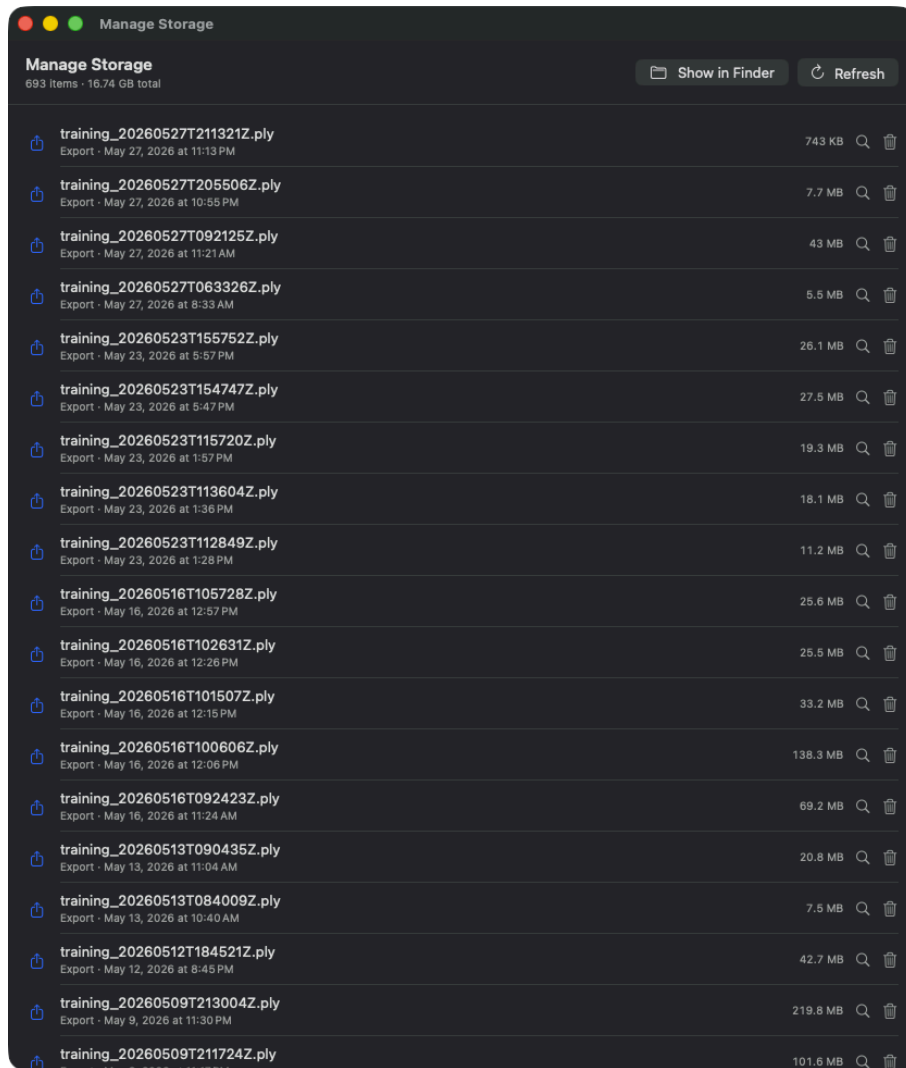 Manage Storage
Manage Storage
693 items · 16.74 GB total
Show in Finder
Refresh
training_20260527T211321Z.ply
Export · May 27, 2026 at 11:13 PM
743 KB
training_20260527T205506Z.ply
Export · May 27, 2026 at 10:55 PM
7.7 MB
training_20260527T092125Z.ply
Export · May 27, 2026 at 11:21 AM
43 MB
training_20260527T063326Z.ply
Export · May 27, 2026 at 8:33 AM
5.5 MB
training_20260523T155752Z.ply
Export · May 23, 2026 at 5:57 PM
26.1 MB
training_20260523T154747Z.ply
Export · May 23, 2026 at 5:47 PM
27.5 MB
training_20260523T115720Z.ply
Export · May 23, 2026 at 1:57 PM
19.3 MB
training_20260523T113604Z.ply
Export · May 23, 2026 at 1:36 PM
18.1 MB
training_20260523T112849Z.ply
Export · May 23, 2026 at 1:28 PM
11.2 MB
training_20260516T105728Z.ply
Export · May 16, 2026 at 12:57 PM
25.6 MB
training_20260516T102631Z.ply
Export · May 16, 2026 at 12:26 PM
25.5 MB
training_20260516T101507Z.ply
Export · May 16, 2026 at 12:15 PM
33.2 MB
training_20260516T100606Z.ply
Export · May 16, 2026 at 12:06 PM
138.3 MB
training_20260516T092423Z.ply
Export · May 16, 2026 at 11:24 AM
69.2 MB
training_20260513T090435Z.ply
Export · May 13, 2026 at 11:04 AM
20.8 MB
training_20260513T084009Z.ply
Export · May 13, 2026 at 10:40 AM
7.5 MB
training_20260512T184521Z.ply
Export · May 12, 2026 at 8:45 PM
42.7 MB
training_20260509T213004Z.ply
Export · May 9, 2026 at 11:30 PM
219.8 MB
training_20260509T211724Z.ply
101.6 MB